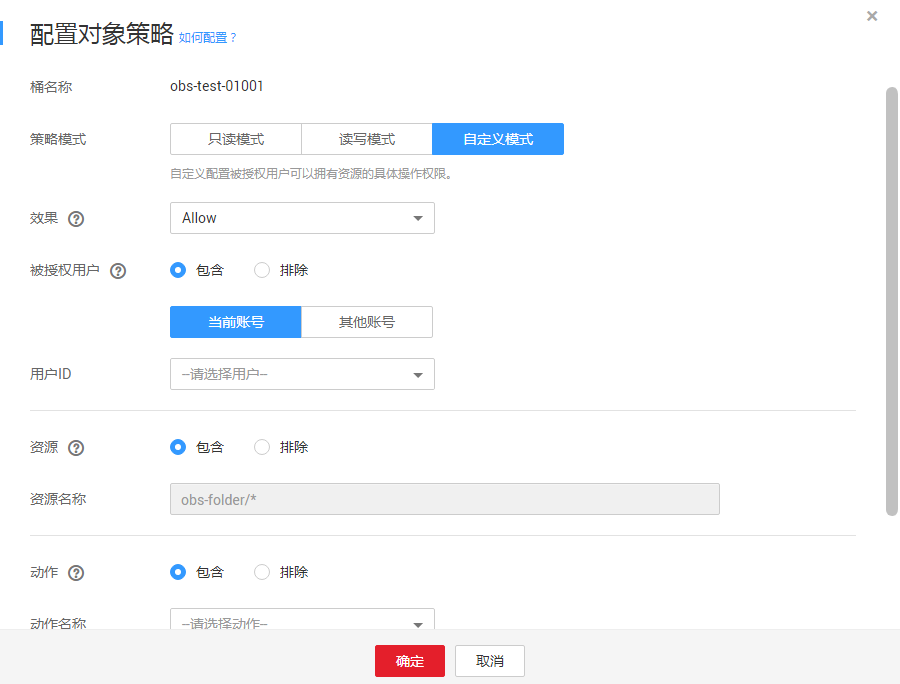 配置对象策略 如何配置？
桶名称 obs-test-01001
策略模式 只读模式 读写模式 自定义模式
自定义配置被授权用户可以拥有资源的具体操作权限。
效果 Allow
被授权用户 包含 排除
当前账号 其他账号
用户ID --请选择用户--
资源 包含 排除
资源名称 obs-folder/*
动作 包含 排除
动作名称 --请选择动作--
确定 取消